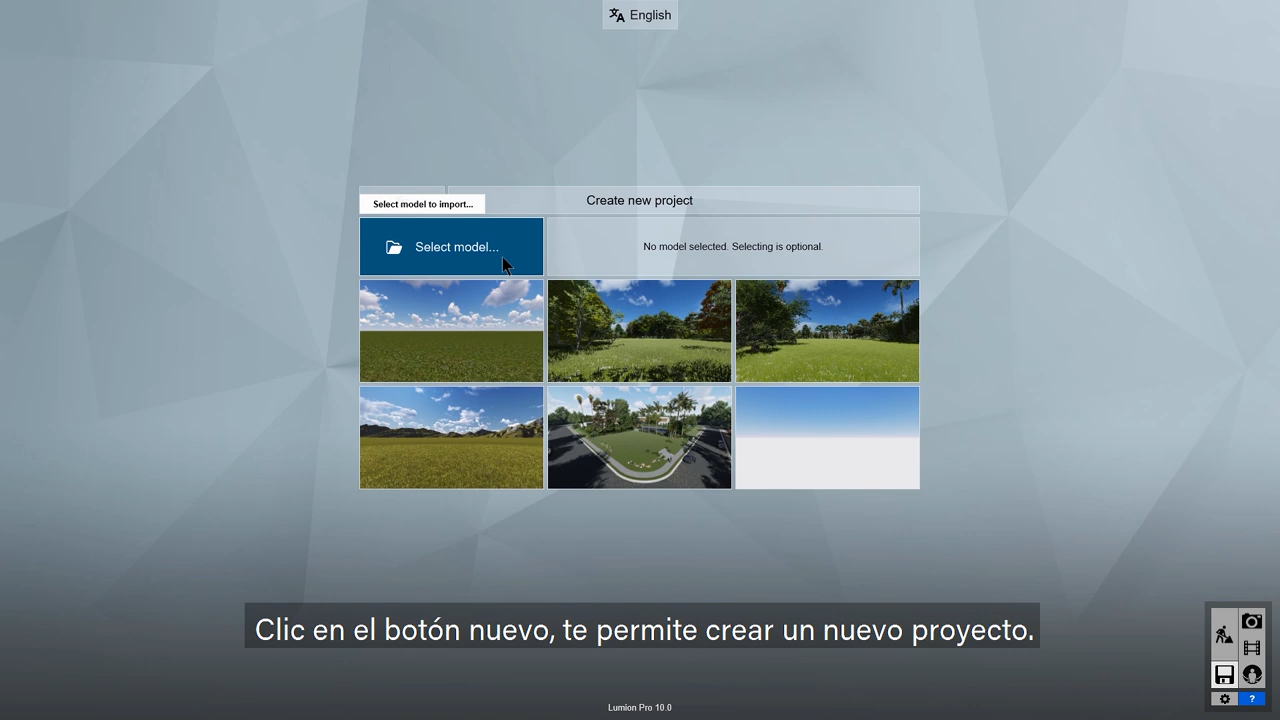 English
Create new project
Select model to import...
Select model...
No model selected. Selecting is optional.
Clic en el botón nuevo, te permite crear un nuevo proyecto.
?
Lumion Pro 10.0